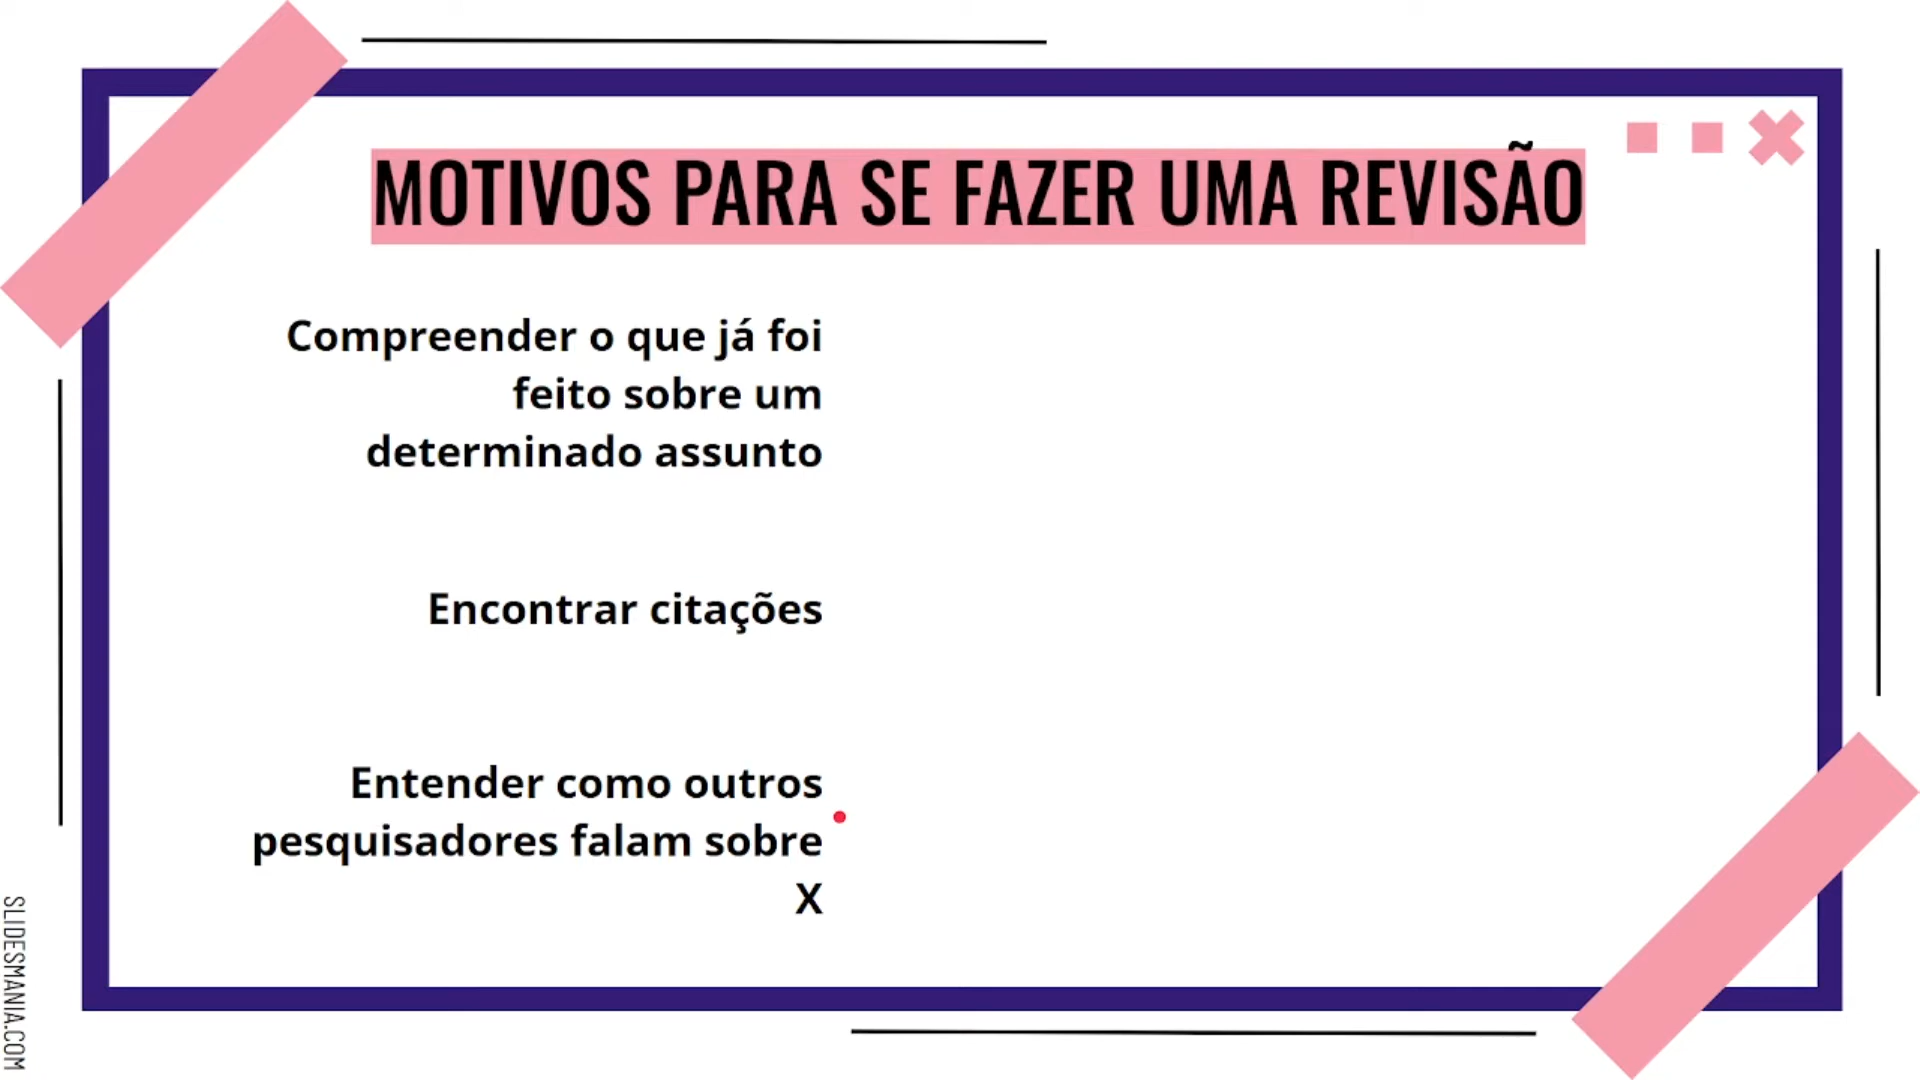 MOTIVOS PARA SE FAZER UMA REVISÃO
Compreender o que já foi
feito sobre um
determinado assunto
Encontrar citações
Entender como outros
pesquisadores falam sobre
X
SLIDESMANIA.COM